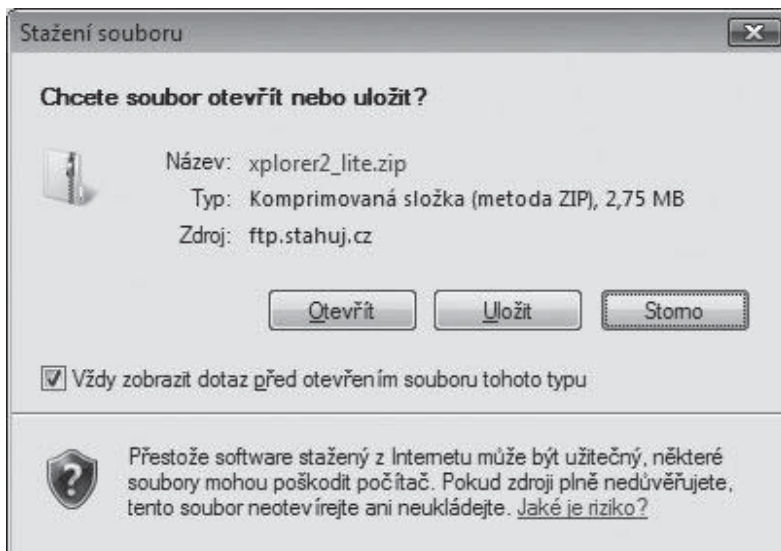 Stažení souboru
Chcete soubor otevřít nebo uložit?
Název: xplorer2_lite.zip
Typ: Komprimovaná složka (metoda ZIP), 2,75 MB
Zdroj: ftp.stahuj.cz
Otevřít Uložit Storno
Vždy zobrazit dotaz před otevřením souboru tohoto typu
Přestože software stažený z Internetu může být užitečný, některé
soubory mohou poškodit počítač. Pokud zdroji plně nedůvěřujete,
tento soubor neotevírejte ani neukládejte. Jaké je riziko?